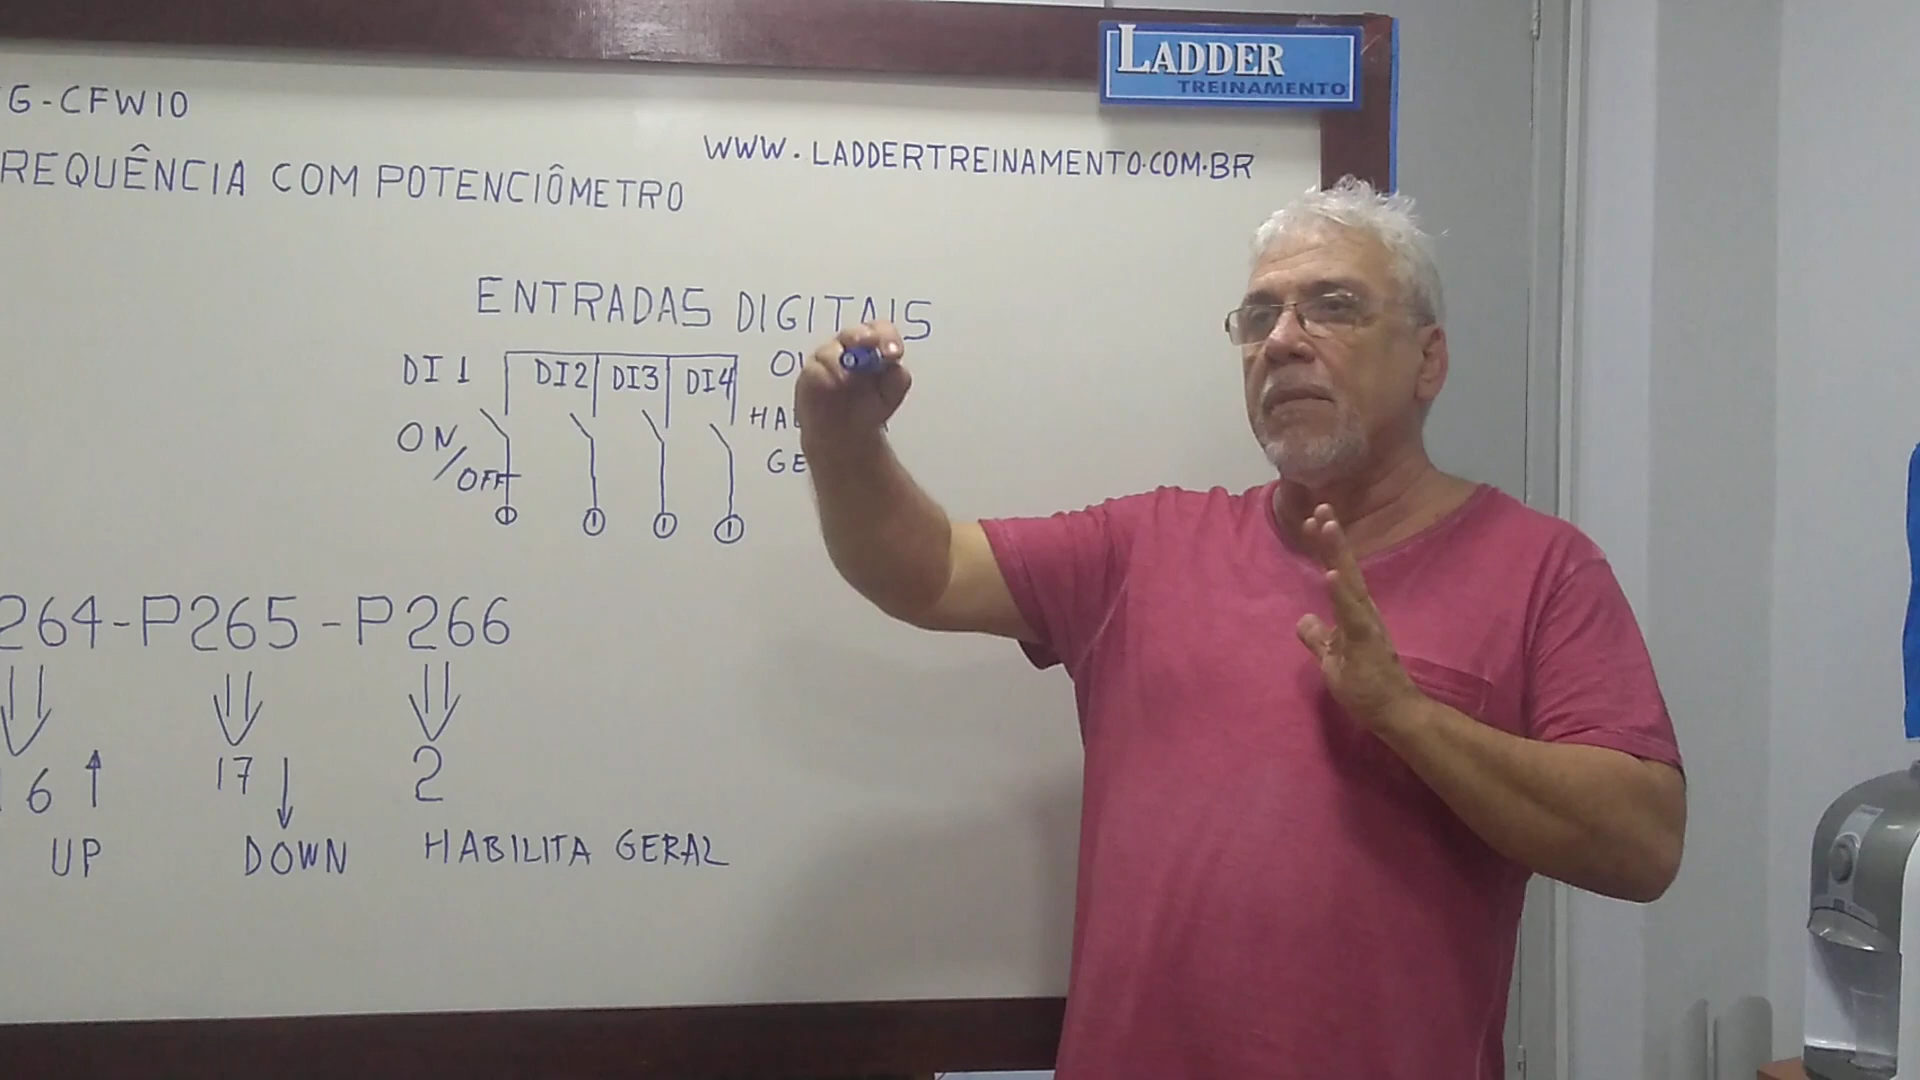 LADDER
TREINAMENTO
G-CFW10
WWW.LADDERTREINAMENTO.COM.BR
REQUÊNCIA COM POTENCIÔMETRO
ENTRADAS DIGITAIS
DI1 DI2 DI3 DI4
ON/OFF
264-P265-P266
16 17 2
UP DOWN HABILITA GERAL